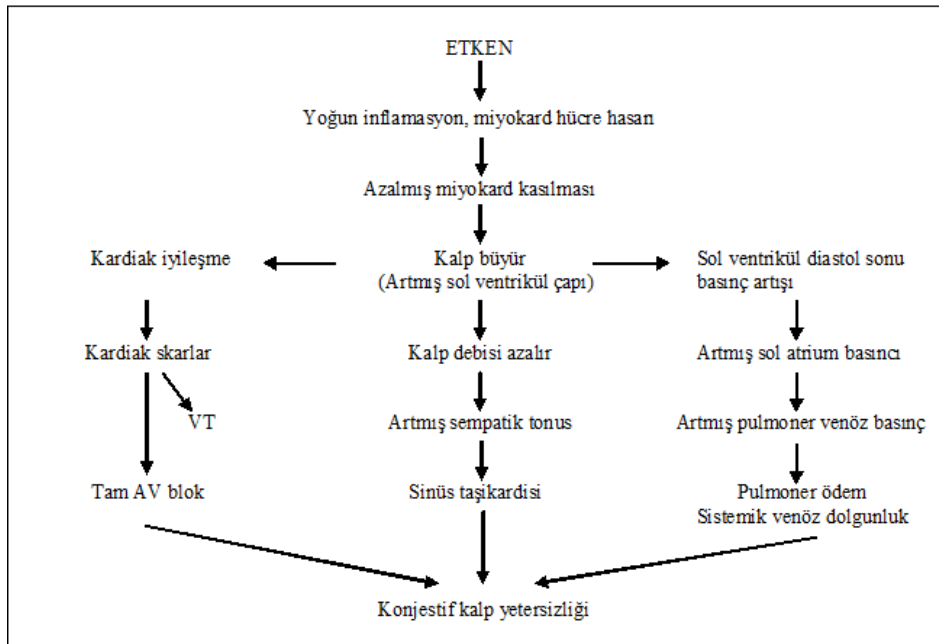 ETKEN
Yoğun inflamasyon, miyokard hücre hasarı
Azalmış miyokard kasılması
Kardiak iyileşme
Kalp büyür
(Artmış sol ventrikül çapı)
Sol ventrikül diastol sonu
basınç artışı
Kardiak skarlar
Kalp debisi azalır
Artmış sol atrium basıncı
VT
Artmış sempatik tonus
Artmış pulmoner venöz basınç
Tam AV blok
Sinüs taşikardisi
Pulmoner ödem
Sistemik venöz dolgunluk
Konjestif kalp yetersizliği